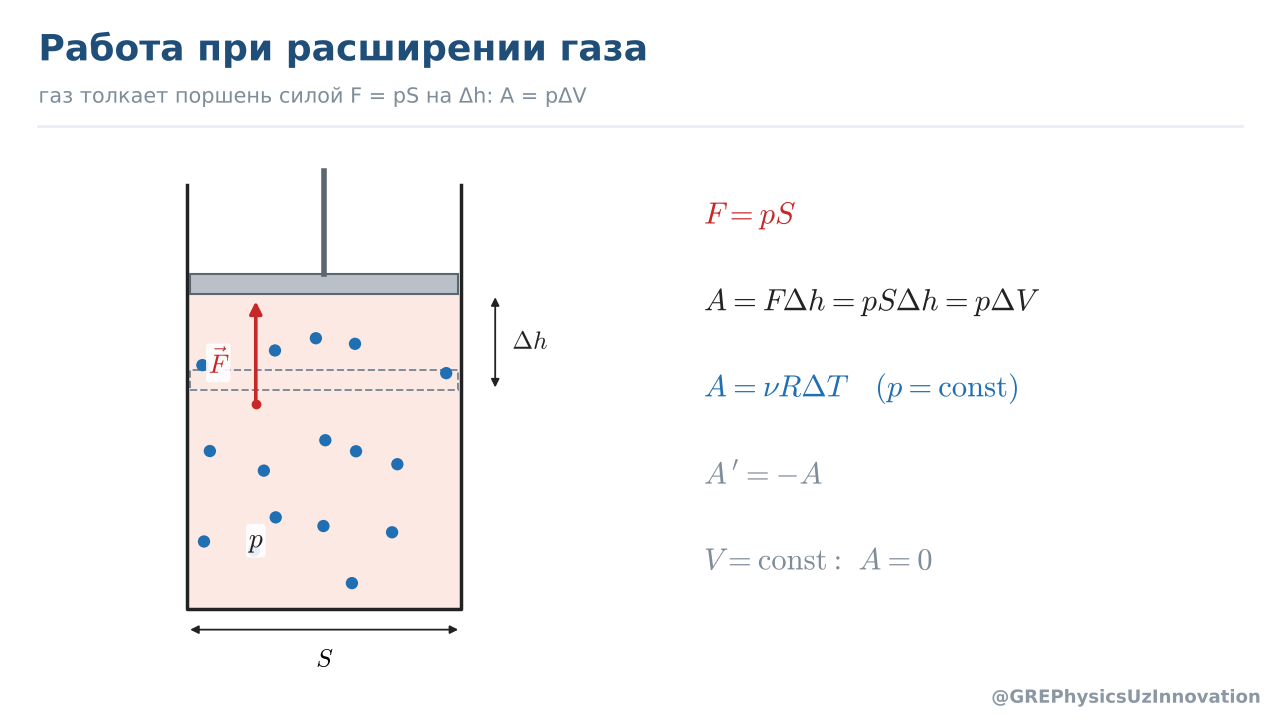 Работа при расширении газа
газ толкает поршень силой F = pS на Δh: A = pΔV
F = pS
A = FΔh = pSΔh = pΔV
Δh
F⃗
A = νRΔT (p = const)
A′ = −A
p
V = const : A = 0
S
@GREPhysicsUzInnovation